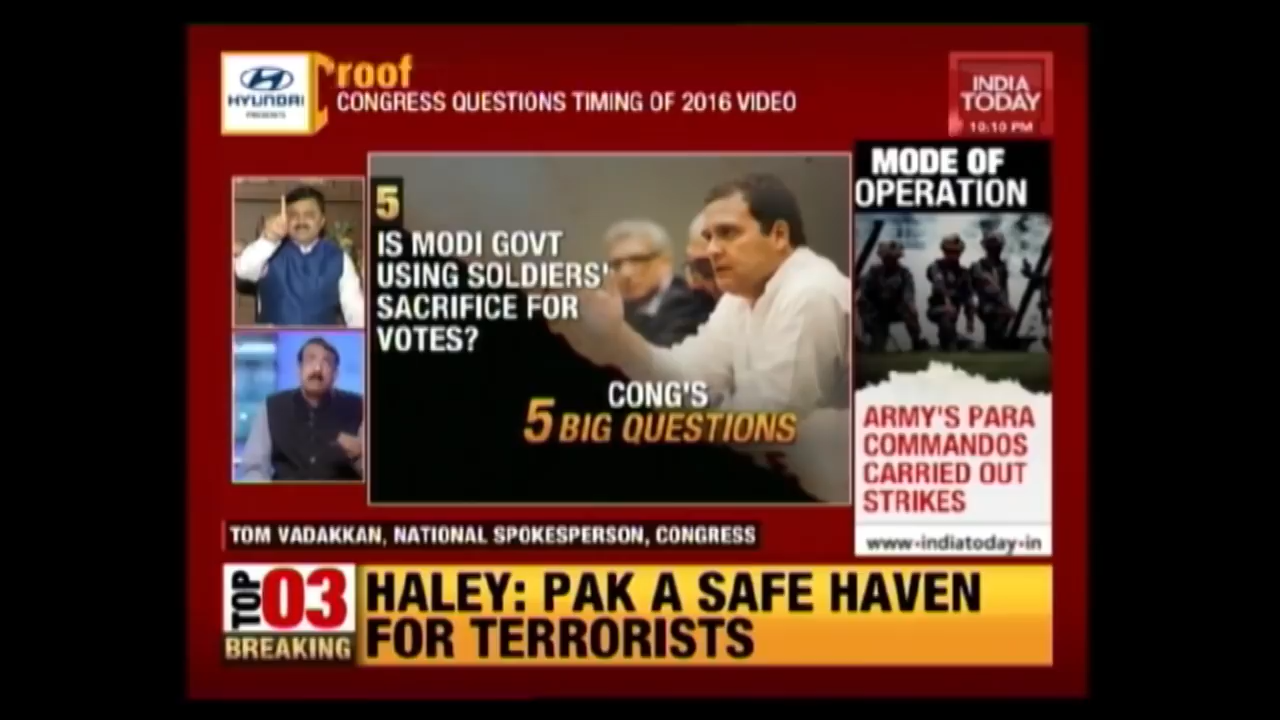 HYUNDAI
PRESENTS
roof
CONGRESS QUESTIONS TIMING OF 2016 VIDEO
INDIA
TODAY
10:10 PM
5
IS MODI GOVT
USING SOLDIERS'
SACRIFICE FOR
VOTES?
CONG'S
5 BIG QUESTIONS
MODE OF
OPERATION
ARMY'S PARA
COMMANDOS
CARRIED OUT
STRIKES
www.indiatoday.in
TOM VADAKKAN, NATIONAL SPOKESPERSON, CONGRESS
TOP 03
BREAKING
HALEY: PAK A SAFE HAVEN
FOR TERRORISTS